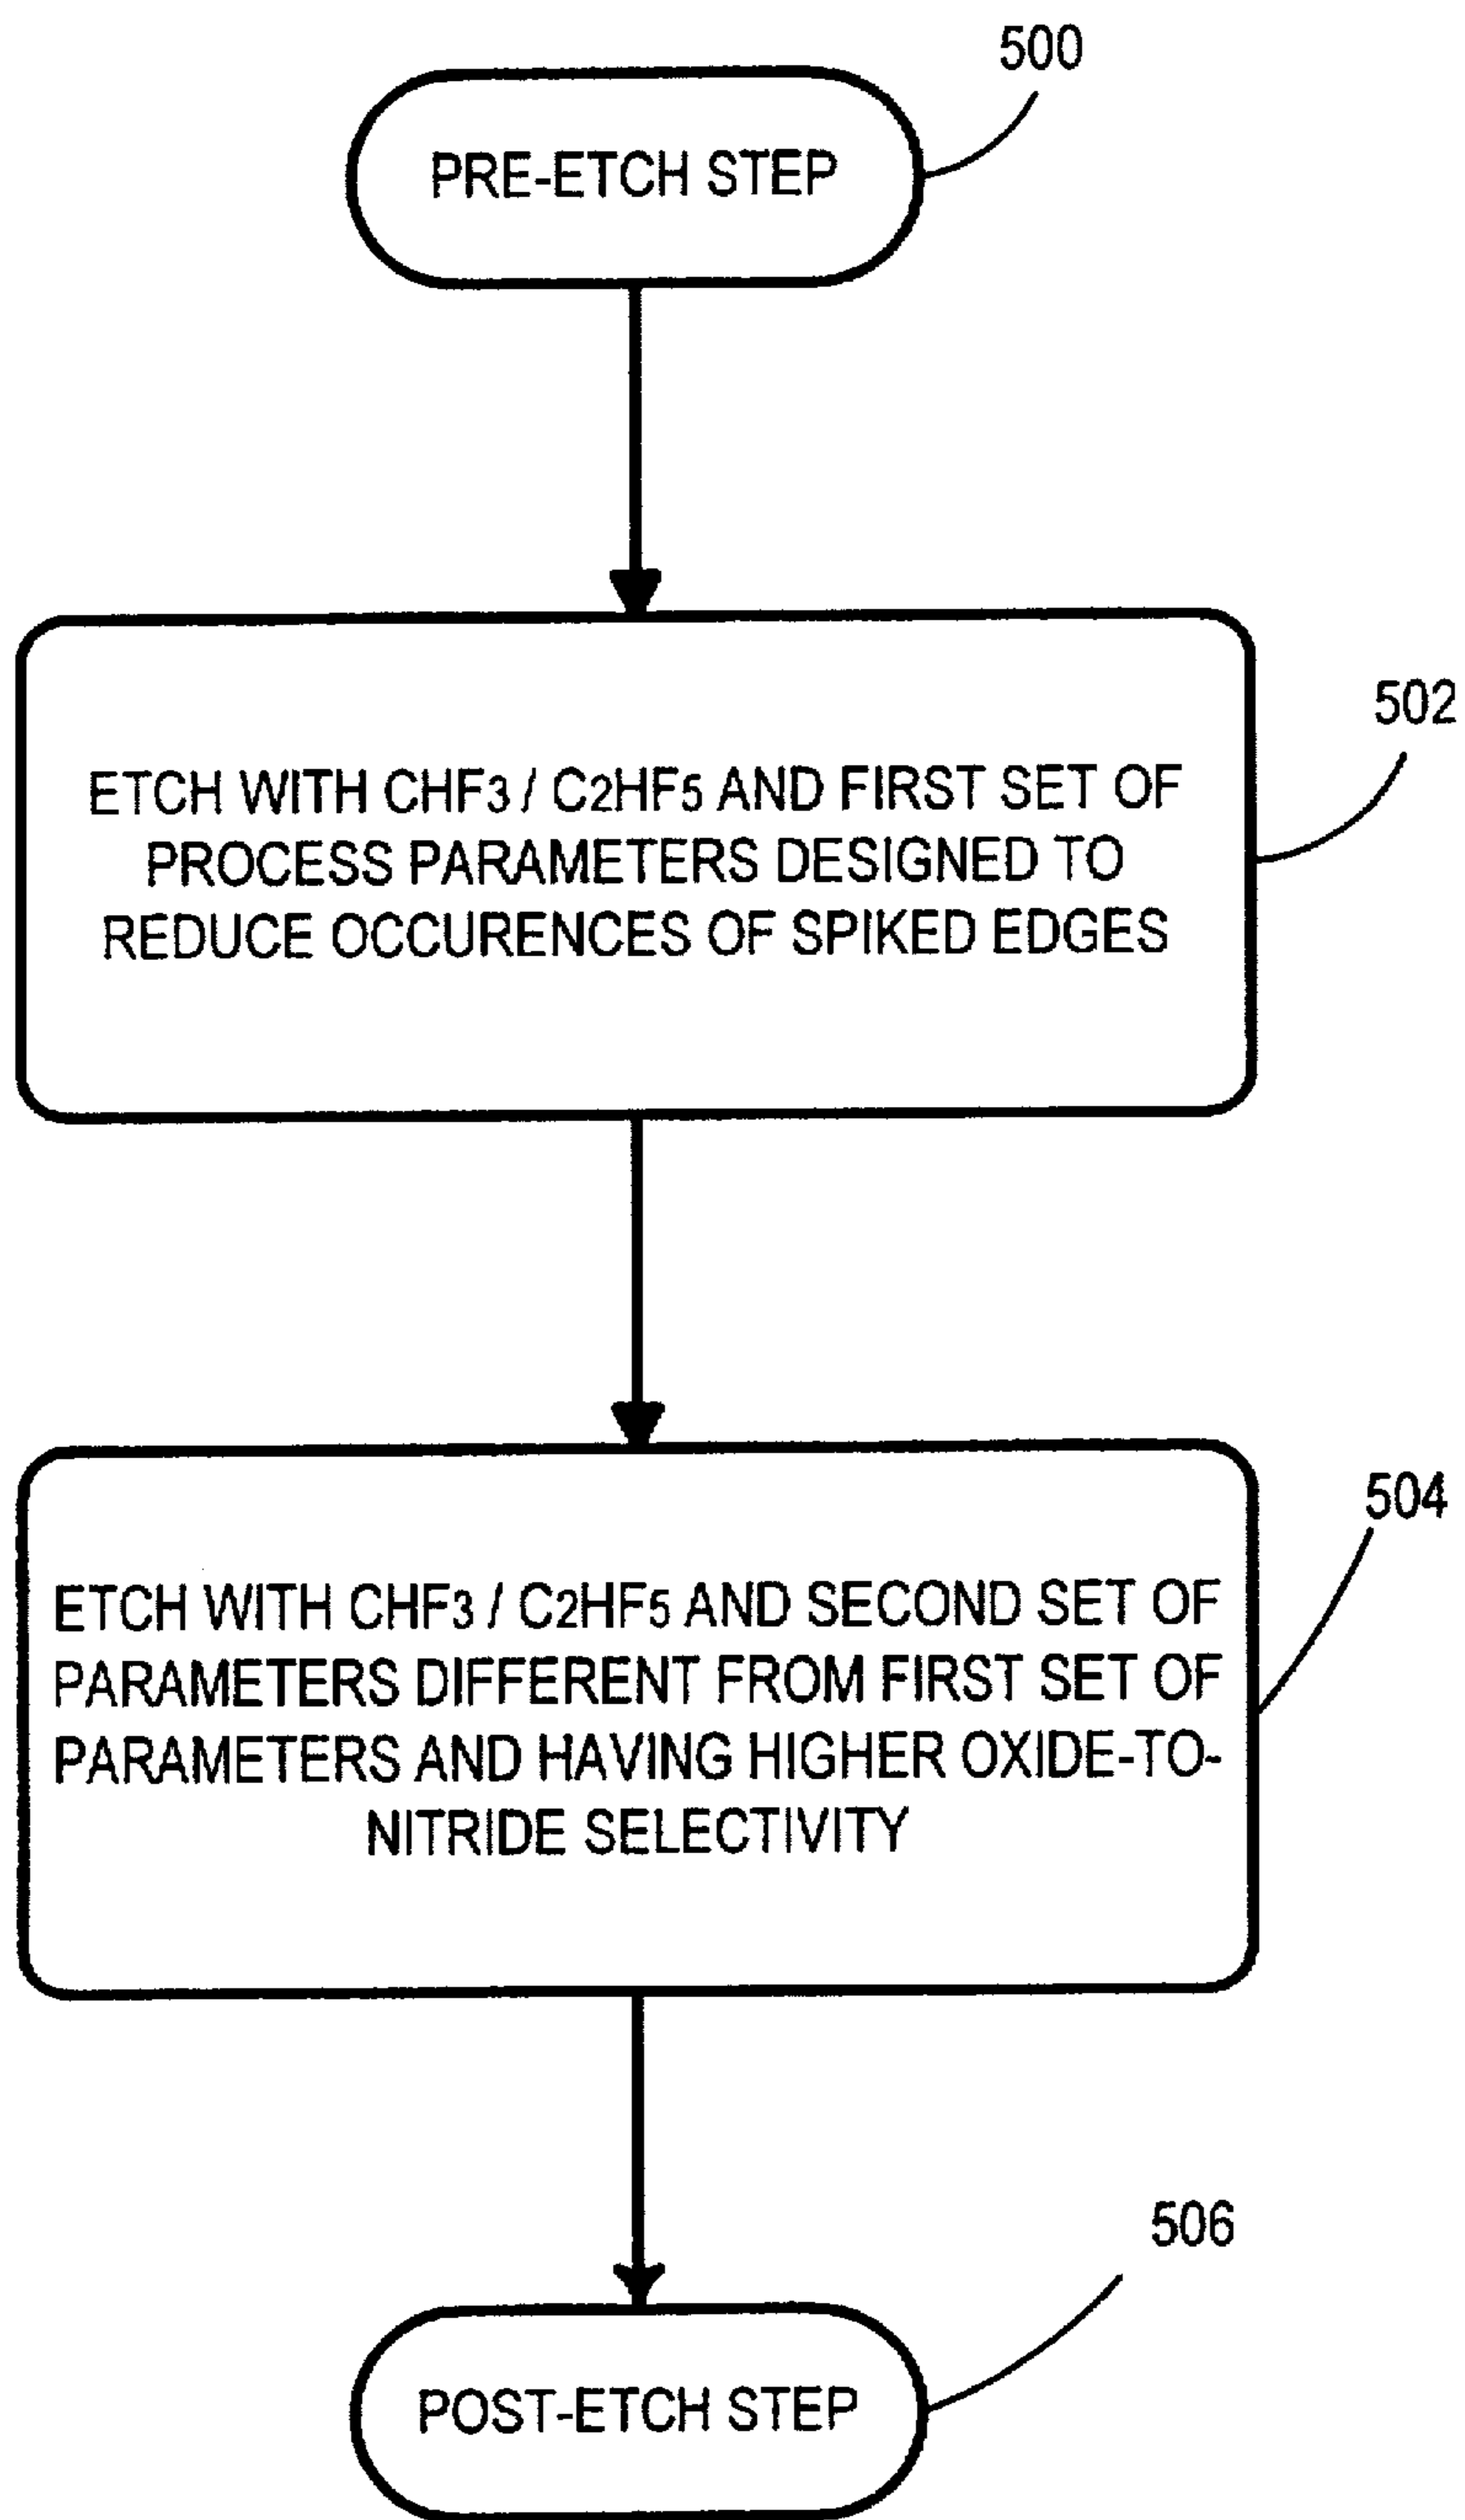 500
PRE-ETCH STEP
502
ETCH WITH CHF3 / C2HF5 AND FIRST SET OF
PROCESS PARAMETERS DESIGNED TO
REDUCE OCCURENCES OF SPIKED EDGES
504
ETCH WITH CHF3 / C2HF5 AND SECOND SET OF
PARAMETERS DIFFERENT FROM FIRST SET OF
PARAMETERS AND HAVING HIGHER OXIDE-TO-
NITRIDE SELECTIVITY
506
POST-ETCH STEP